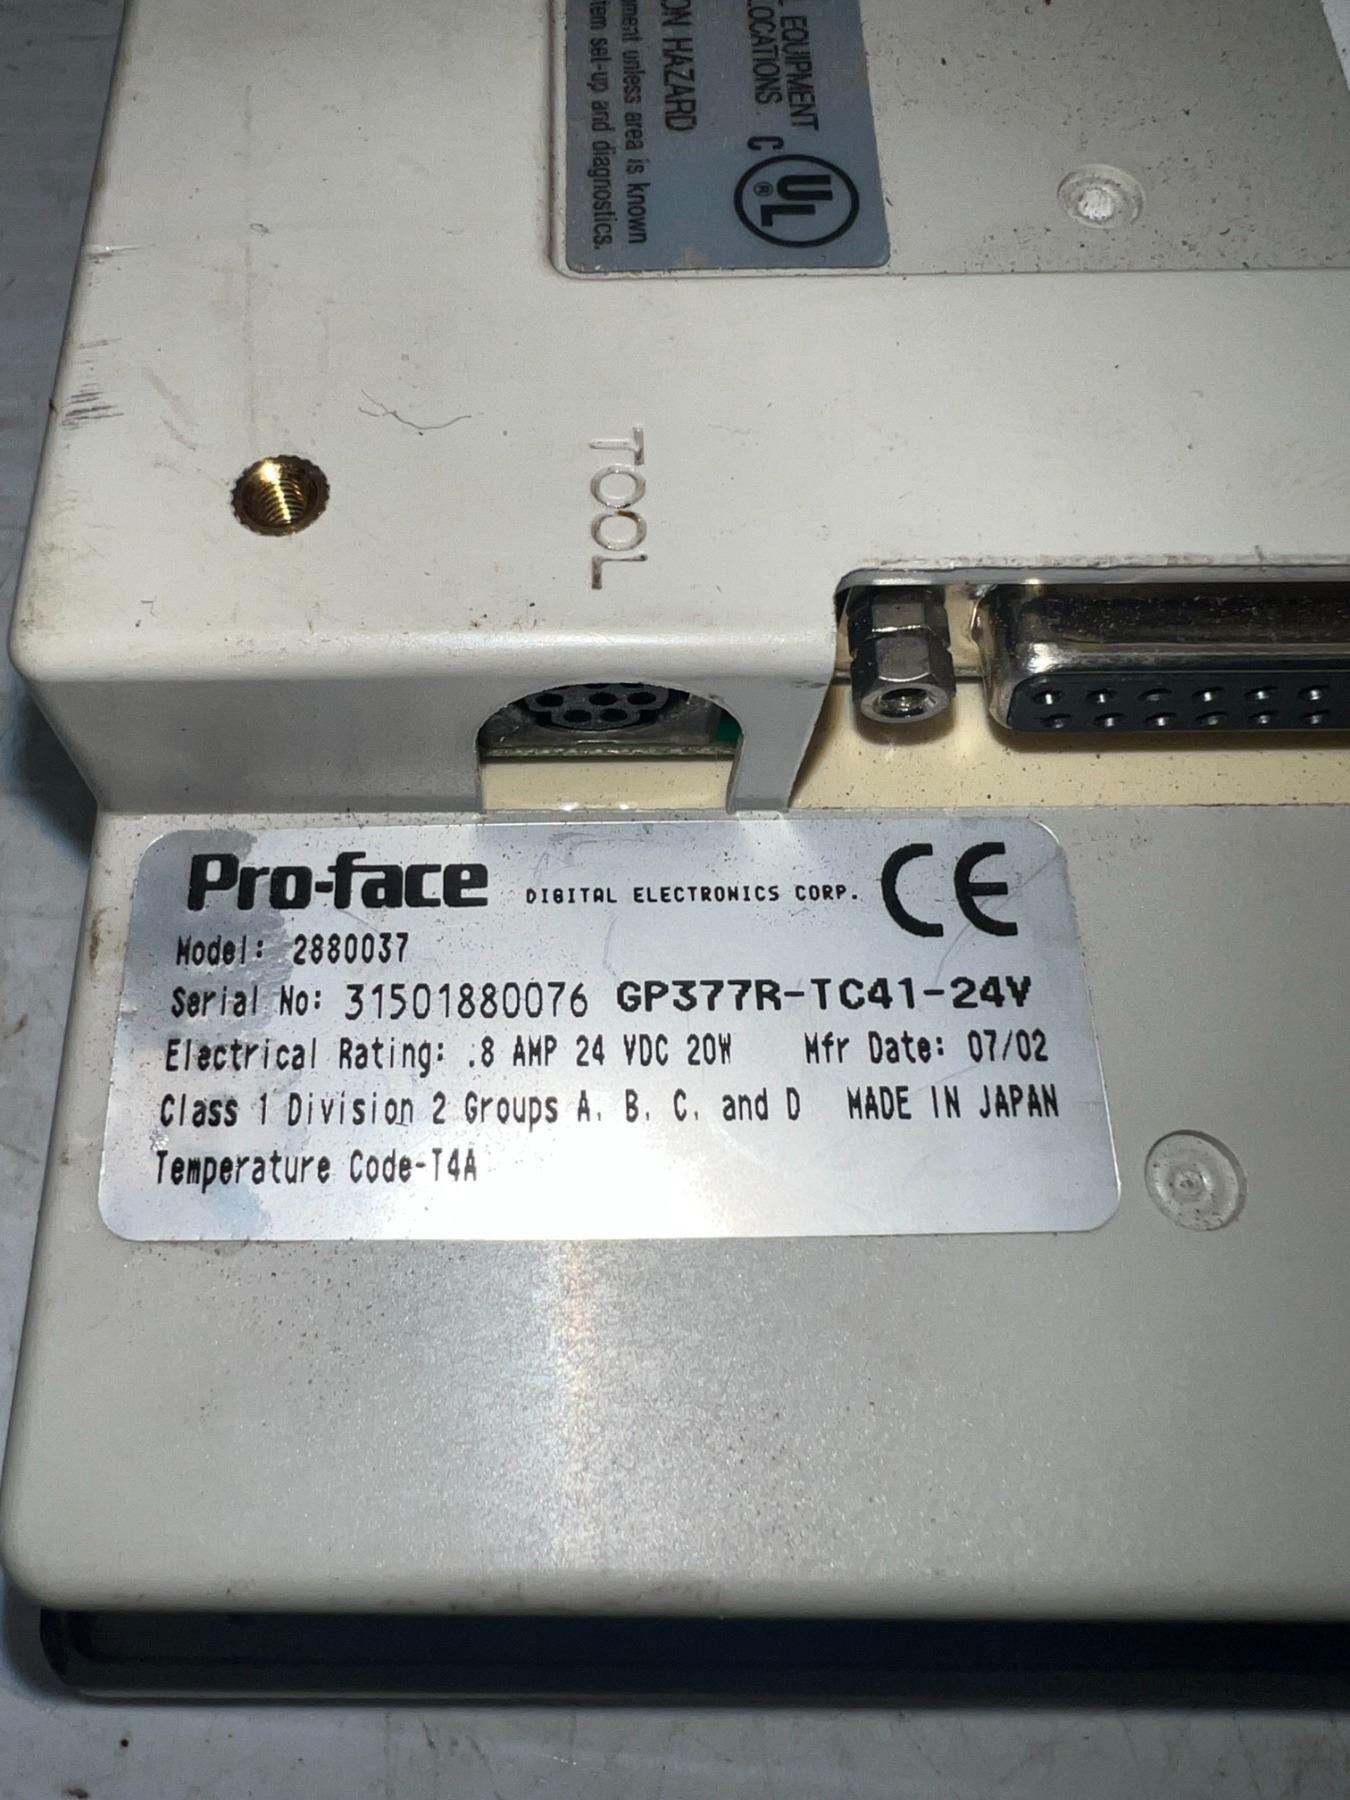 L EQUIPMENT
LOCATIONS.
ON HAZARD
ment unless area is known
tem set-up and diagnostics.
C UL ®
TOOL
Pro-face DIGITAL ELECTRONICS CORP. CE
Model: 2880037
Serial No: 31501880076 GP377R-TC41-24V
Electrical Rating: .8 AMP 24 VDC 20W Mfr Date: 07/02
Class 1 Division 2 Groups A, B, C, and D MADE IN JAPAN
Temperature Code-T4A